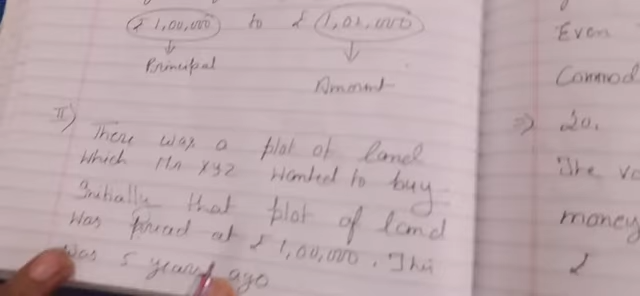 ₹ 1,00,000 to ₹ 1,01,000
Principal
Amount
II) There was a plot of land
which Mr XYZ wanted to buy
Initially that plot of land
was priced at ₹ 1,00,000. This
was 5 years ago
Even
Commod
⇒ 20.
The
money
₹